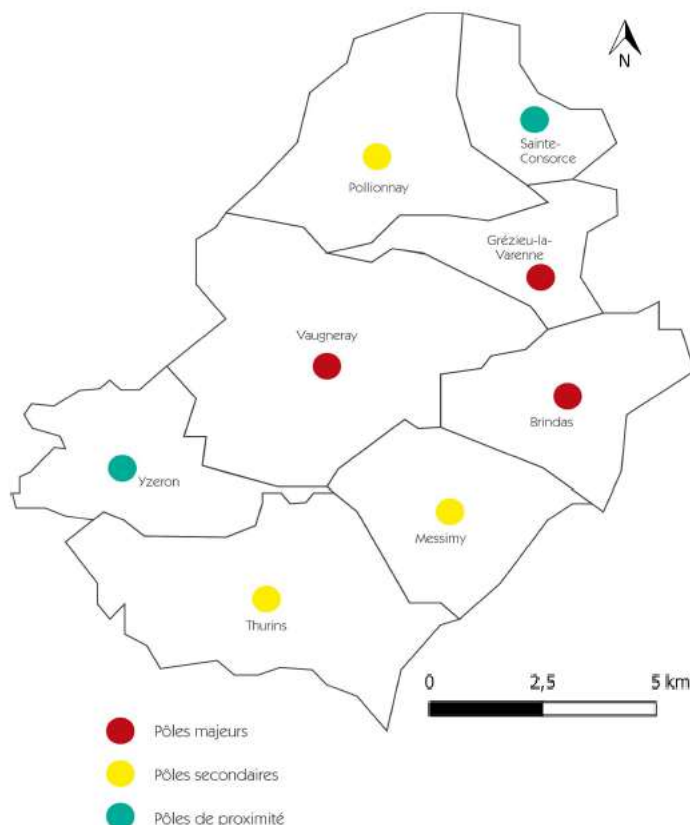 N
Sainte-
Consorce
Pollionnay
Grézieu-la-
Varenne
Vaugneray
Brindas
Yzeron
Messimy
Thurins
0 2,5 5 km
Pôles majeurs
Pôles secondaires
Pôles de proximité